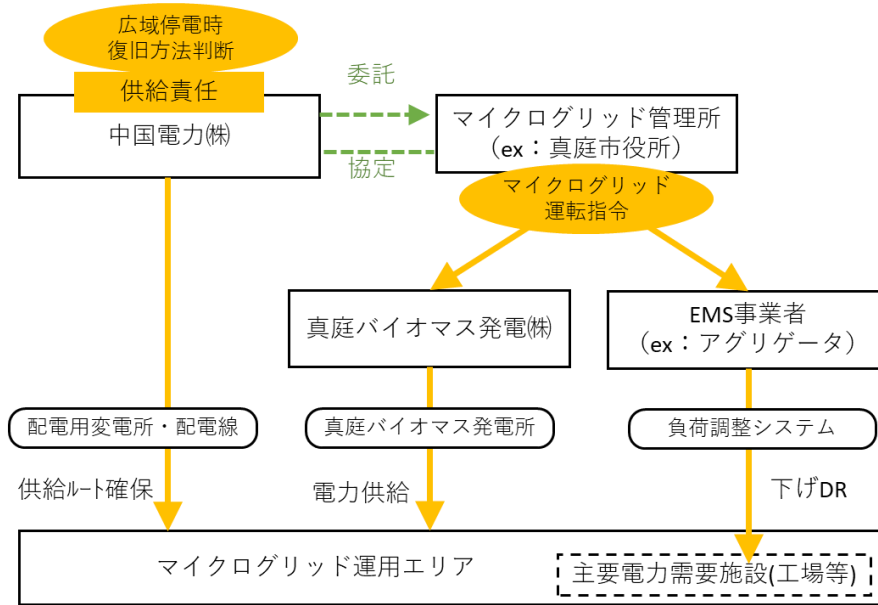 広域停電時
復旧方法判断
供給責任
中国電力㈱
委託
協定
マイクログリッド管理所
（ex：真庭市役所）
マイクログリッド
運転指令
真庭バイオマス発電㈱
EMS事業者
（ex：アグリゲータ）
配電用変電所・配電線
真庭バイオマス発電所
負荷調整システム
供給ﾙｰﾄ確保
電力供給
下げDR
マイクログリッド運用エリア
主要電力需要施設(工場等)